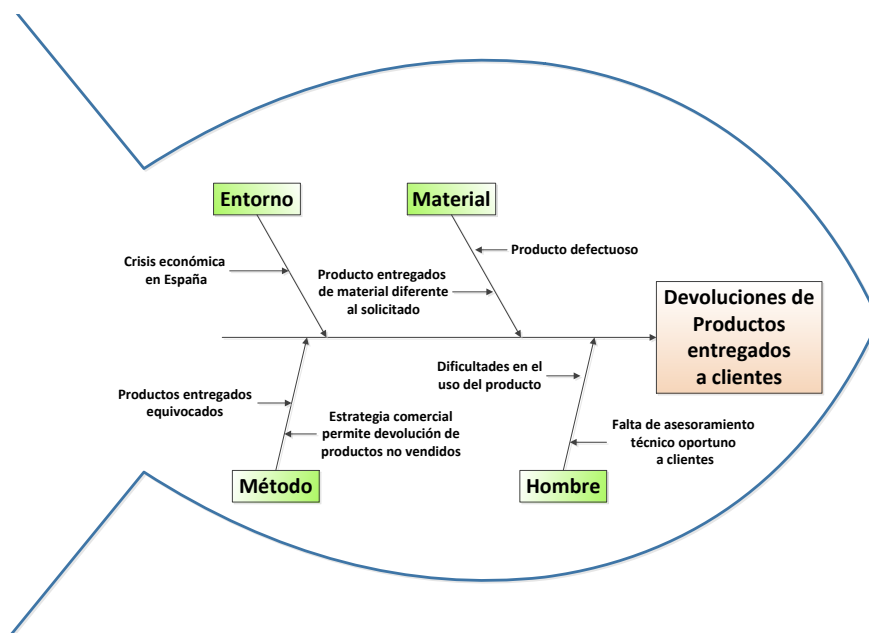 Entorno
Material
Crisis económica
en España
Producto defectuoso
Producto entregados
de material diferente
al solicitado
Devoluciones de
Productos
entregados
a clientes
Dificultades en el
uso del producto
Productos entregados
equivocados
Estrategia comercial
permite devolución de
productos no vendidos
Falta de asesoramiento
técnico oportuno
a clientes
Método
Hombre